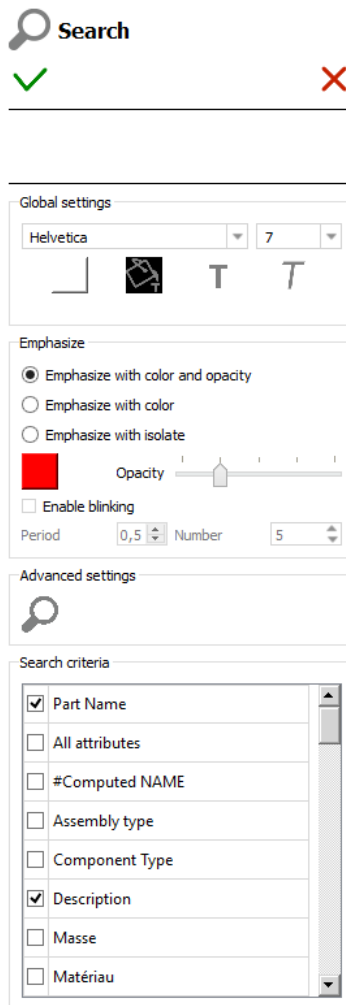 Search
Global settings
Helvetica 7
T T
Emphasize
Emphasize with color and opacity
Emphasize with color
Emphasize with isolate
Opacity
Enable blinking
Period 0,5 Number 5
Advanced settings
Search criteria
Part Name
All attributes
#Computed NAME
Assembly type
Component Type
Description
Masse
Matériau